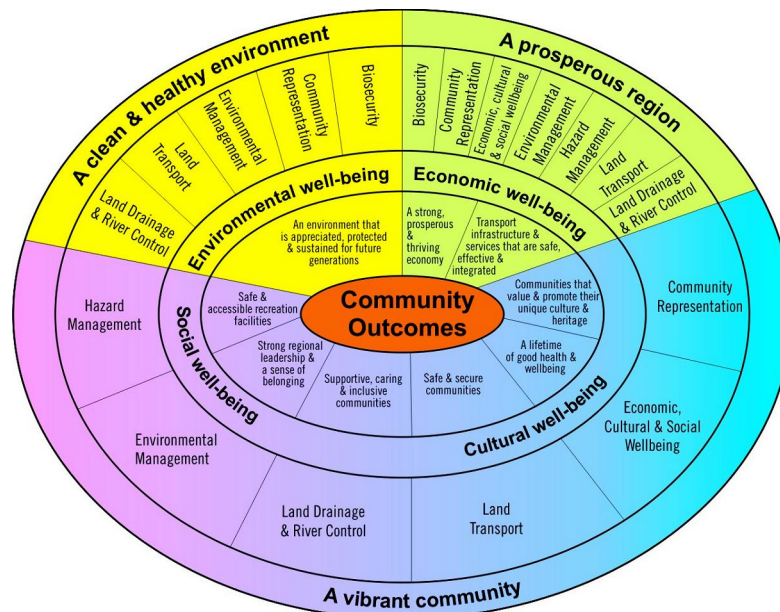 A clean & healthy environment
A prosperous region
Land Drainage
& River Control
Land
Transport
Environmental
Management
Community
Representation
Biosecurity
Biosecurity
Community
Representation
Economic, cultural
& social wellbeing
Environmental
Management
Hazard
Management
Land
Transport
Land Drainage
& River Control
Environmental well-being
Economic well-being
An environment that
is appreciated, protected
& sustained for future
generations
A strong,
prosperous
&
thriving
economy
Transport
infrastructure &
services that are safe,
effective &
integrated
Community
Outcomes
Safe &
accessible recreation
facilities
Strong regional
leadership &
a sense of
belonging
Supportive, caring
& inclusive
communities
Safe & secure
communities
A lifetime
of good health &
wellbeing
Communities that
value & promote their
unique culture &
heritage
Social well-being
Cultural well-being
Hazard
Management
Environmental
Management
Land Drainage
& River Control
Land
Transport
Economic,
Cultural & Social
Wellbeing
Community
Representation
A vibrant community